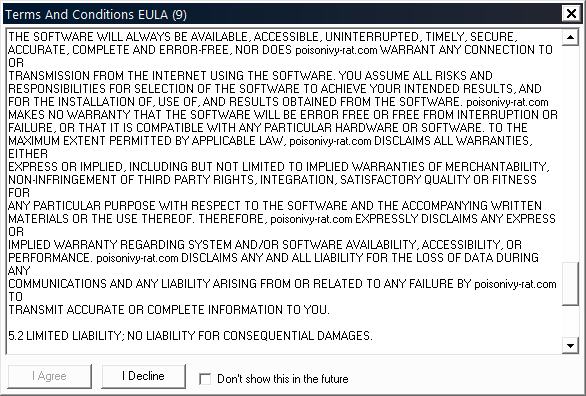 Terms And Conditions EULA (9)
THE SOFTWARE WILL ALWAYS BE AVAILABLE, ACCESSIBLE, UNINTERRUPTED, TIMELY, SECURE,
ACCURATE, COMPLETE AND ERROR-FREE, NOR DOES poisonivy-rat.com WARRANT ANY CONNECTION TO
OR
TRANSMISSION FROM THE INTERNET USING THE SOFTWARE. YOU ASSUME ALL RISKS AND
RESPONSIBILITIES FOR SELECTION OF THE SOFTWARE TO ACHIEVE YOUR INTENDED RESULTS, AND
FOR THE INSTALLATION OF, USE OF, AND RESULTS OBTAINED FROM THE SOFTWARE. poisonivy-rat.com
MAKES NO WARRANTY THAT THE SOFTWARE WILL BE ERROR FREE OR FREE FROM INTERRUPTION OR
FAILURE, OR THAT IT IS COMPATIBLE WITH ANY PARTICULAR HARDWARE OR SOFTWARE. TO THE
MAXIMUM EXTENT PERMITTED BY APPLICABLE LAW, poisonivy-rat.com DISCLAIMS ALL WARRANTIES,
EITHER
EXPRESS OR IMPLIED, INCLUDING BUT NOT LIMITED TO IMPLIED WARRANTIES OF MERCHANTABILITY,
NON-INFRINGEMENT OF THIRD PARTY RIGHTS, INTEGRATION, SATISFACTORY QUALITY OR FITNESS
FOR
ANY PARTICULAR PURPOSE WITH RESPECT TO THE SOFTWARE AND THE ACCOMPANYING WRITTEN
MATERIALS OR THE USE THEREOF. THEREFORE, poisonivy-rat.com EXPRESSLY DISCLAIMS ANY EXPRESS
OR
IMPLIED WARRANTY REGARDING SYSTEM AND/OR SOFTWARE AVAILABILITY, ACCESSIBILITY, OR
PERFORMANCE. poisonivy-rat.com DISCLAIMS ANY AND ALL LIABILITY FOR THE LOSS OF DATA DURING
ANY
COMMUNICATIONS AND ANY LIABILITY ARISING FROM OR RELATED TO ANY FAILURE BY poisonivy-rat.com
TO
TRANSMIT ACCURATE OR COMPLETE INFORMATION TO YOU.
5.2 LIMITED LIABILITY; NO LIABILITY FOR CONSEQUENTIAL DAMAGES.
I Agree I Decline Don't show this in the future